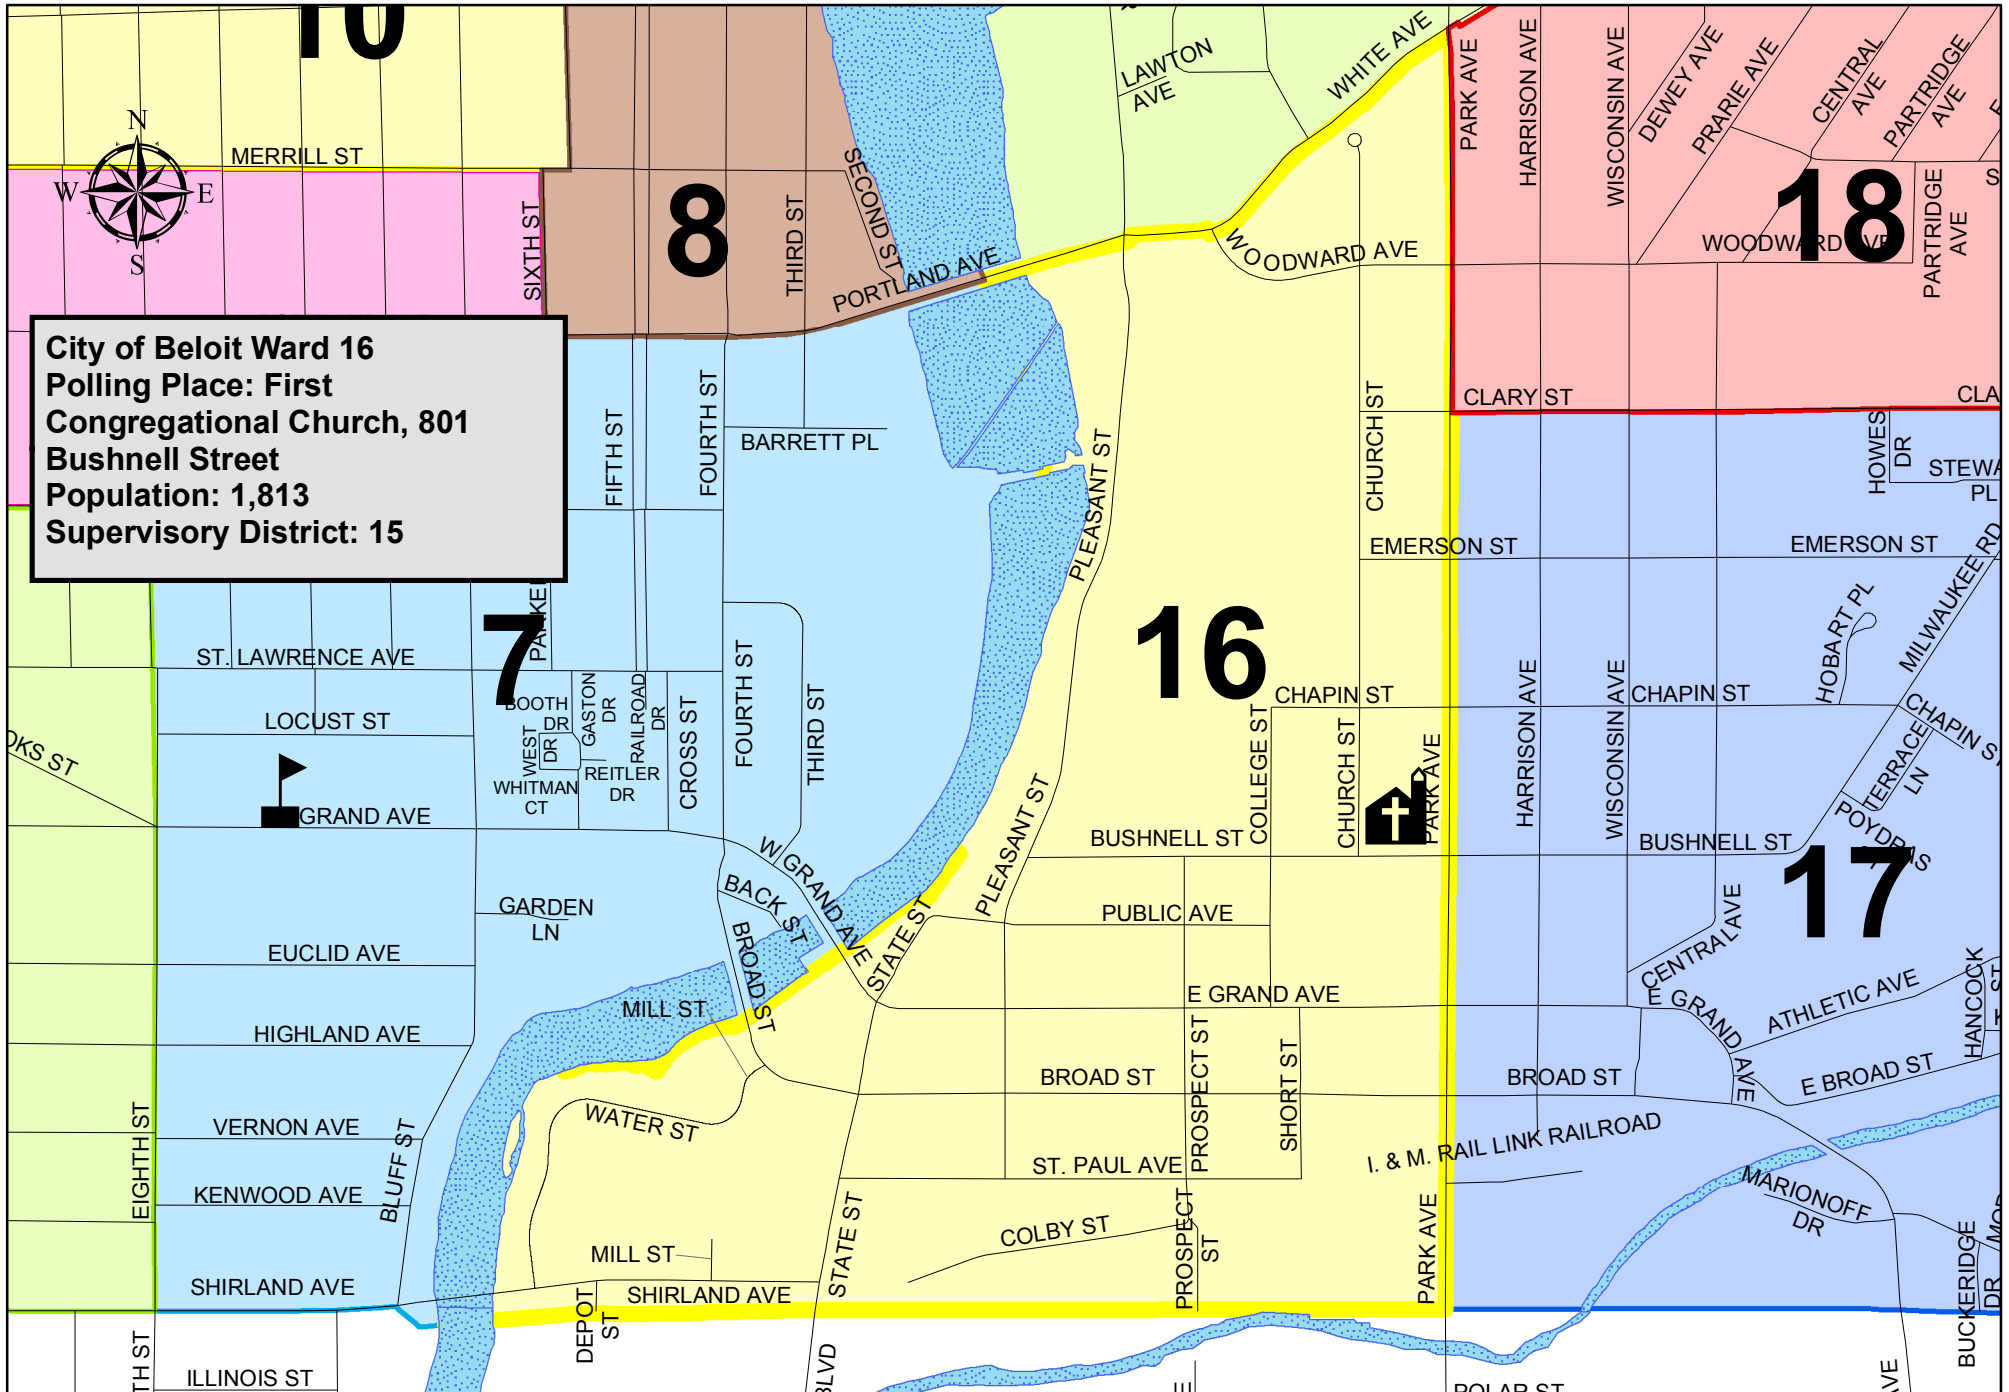 10
N
W
E
S
MERRILL ST
SIXTH ST
8
THIRD ST
SECOND ST
PORTLAND AVE
LAWTON
AVE
WHITE AVE
PARK AVE
HARRISON AVE
WISCONSIN AVE
DEWEY AVE
PRARIE AVE
CENTRAL
AVE
PARTRIDGE
AVE
18
WOODWARD AVE
WOODWARD AVE
PARTRIDGE
AVE
City of Beloit Ward 16
Polling Place: First
Congregational Church, 801
Bushnell Street
Population: 1,813
Supervisory District: 15
FIFTH ST
FOURTH ST
BARRETT PL
PLEASANT ST
CHURCH ST
CLARY ST
CLA
HOWES
DR
STEWA
PL
EMERSON ST
EMERSON ST
MILWAUKEE RD
HOBART PL
7
16
ST. LAWRENCE AVE
LOCUST ST
OKS ST
GRAND AVE
BOOTH
DR
WEST
DR
GASTON
DR
RAILROAD
DR
WHITMAN
CT
REITLER
DR
CROSS ST
FOURTH ST
THIRD ST
CHAPIN ST
CHAPIN ST
CHAPIN ST
COLLEGE ST
CHURCH ST
PARK AVE
HARRISON AVE
WISCONSIN AVE
TERRACE
LN
POYDRAS
17
BUSHNELL ST
BUSHNELL ST
PLEASANT ST
W GRAND AVE
BACK ST
BROAD ST
STATE ST
PUBLIC AVE
GARDEN
LN
EUCLID AVE
HIGHLAND AVE
MILL ST
E GRAND AVE
CENTRAL AVE
E GRAND AVE
ATHLETIC AVE
HANCOCK
ST
BROAD ST
BROAD ST
E BROAD ST
PROSPECT ST
SHORT ST
WATER ST
VERNON AVE
EIGHTH ST
BLUFF ST
KENWOOD AVE
ST. PAUL AVE
I. & M. RAIL LINK RAILROAD
MARIONOFF
DR
COLBY ST
PROSPECT
ST
PARK AVE
STATE ST
MILL ST
SHIRLAND AVE
SHIRLAND AVE
DEPOT
ST
BUCKERIDGE
DR
TH ST
ILLINOIS ST
BLVD
POLAR ST
AVE